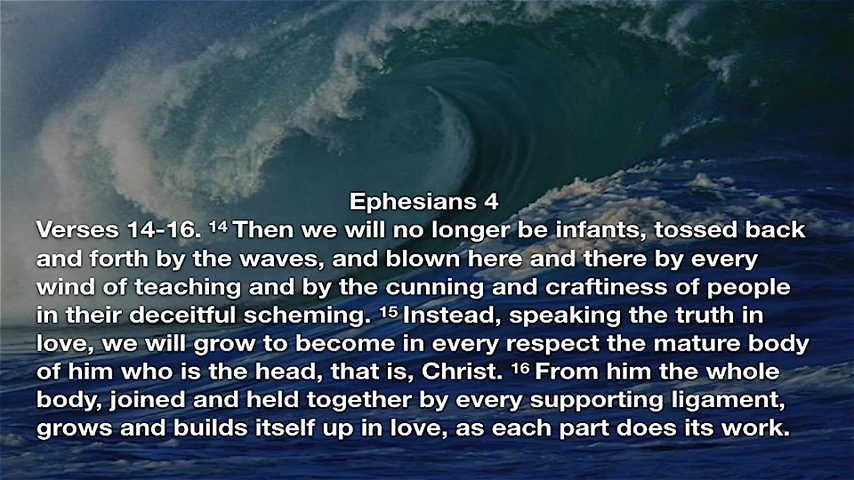 Ephesians 4
Verses 14-16. ¹⁴ Then we will no longer be infants, tossed back
and forth by the waves, and blown here and there by every
wind of teaching and by the cunning and craftiness of people
in their deceitful scheming. ¹⁵ Instead, speaking the truth in
love, we will grow to become in every respect the mature body
of him who is the head, that is, Christ. ¹⁶ From him the whole
body, joined and held together by every supporting ligament,
grows and builds itself up in love, as each part does its work.